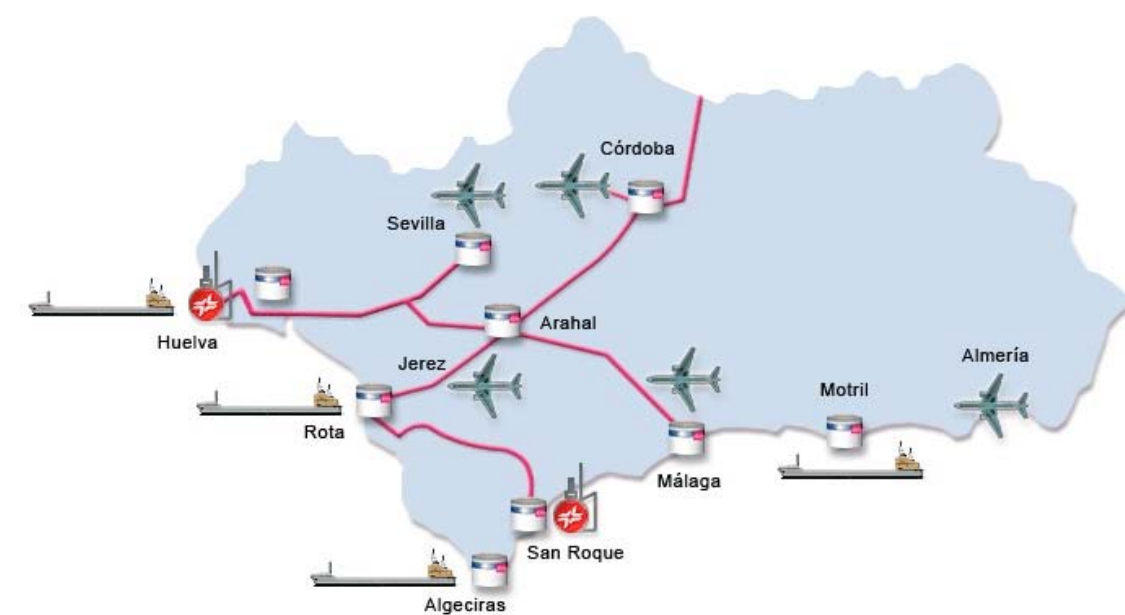 Córdoba
Sevilla
Arahal
Huelva
Jerez
Almería
Motril
Rota
Málaga
San Roque
Algeciras